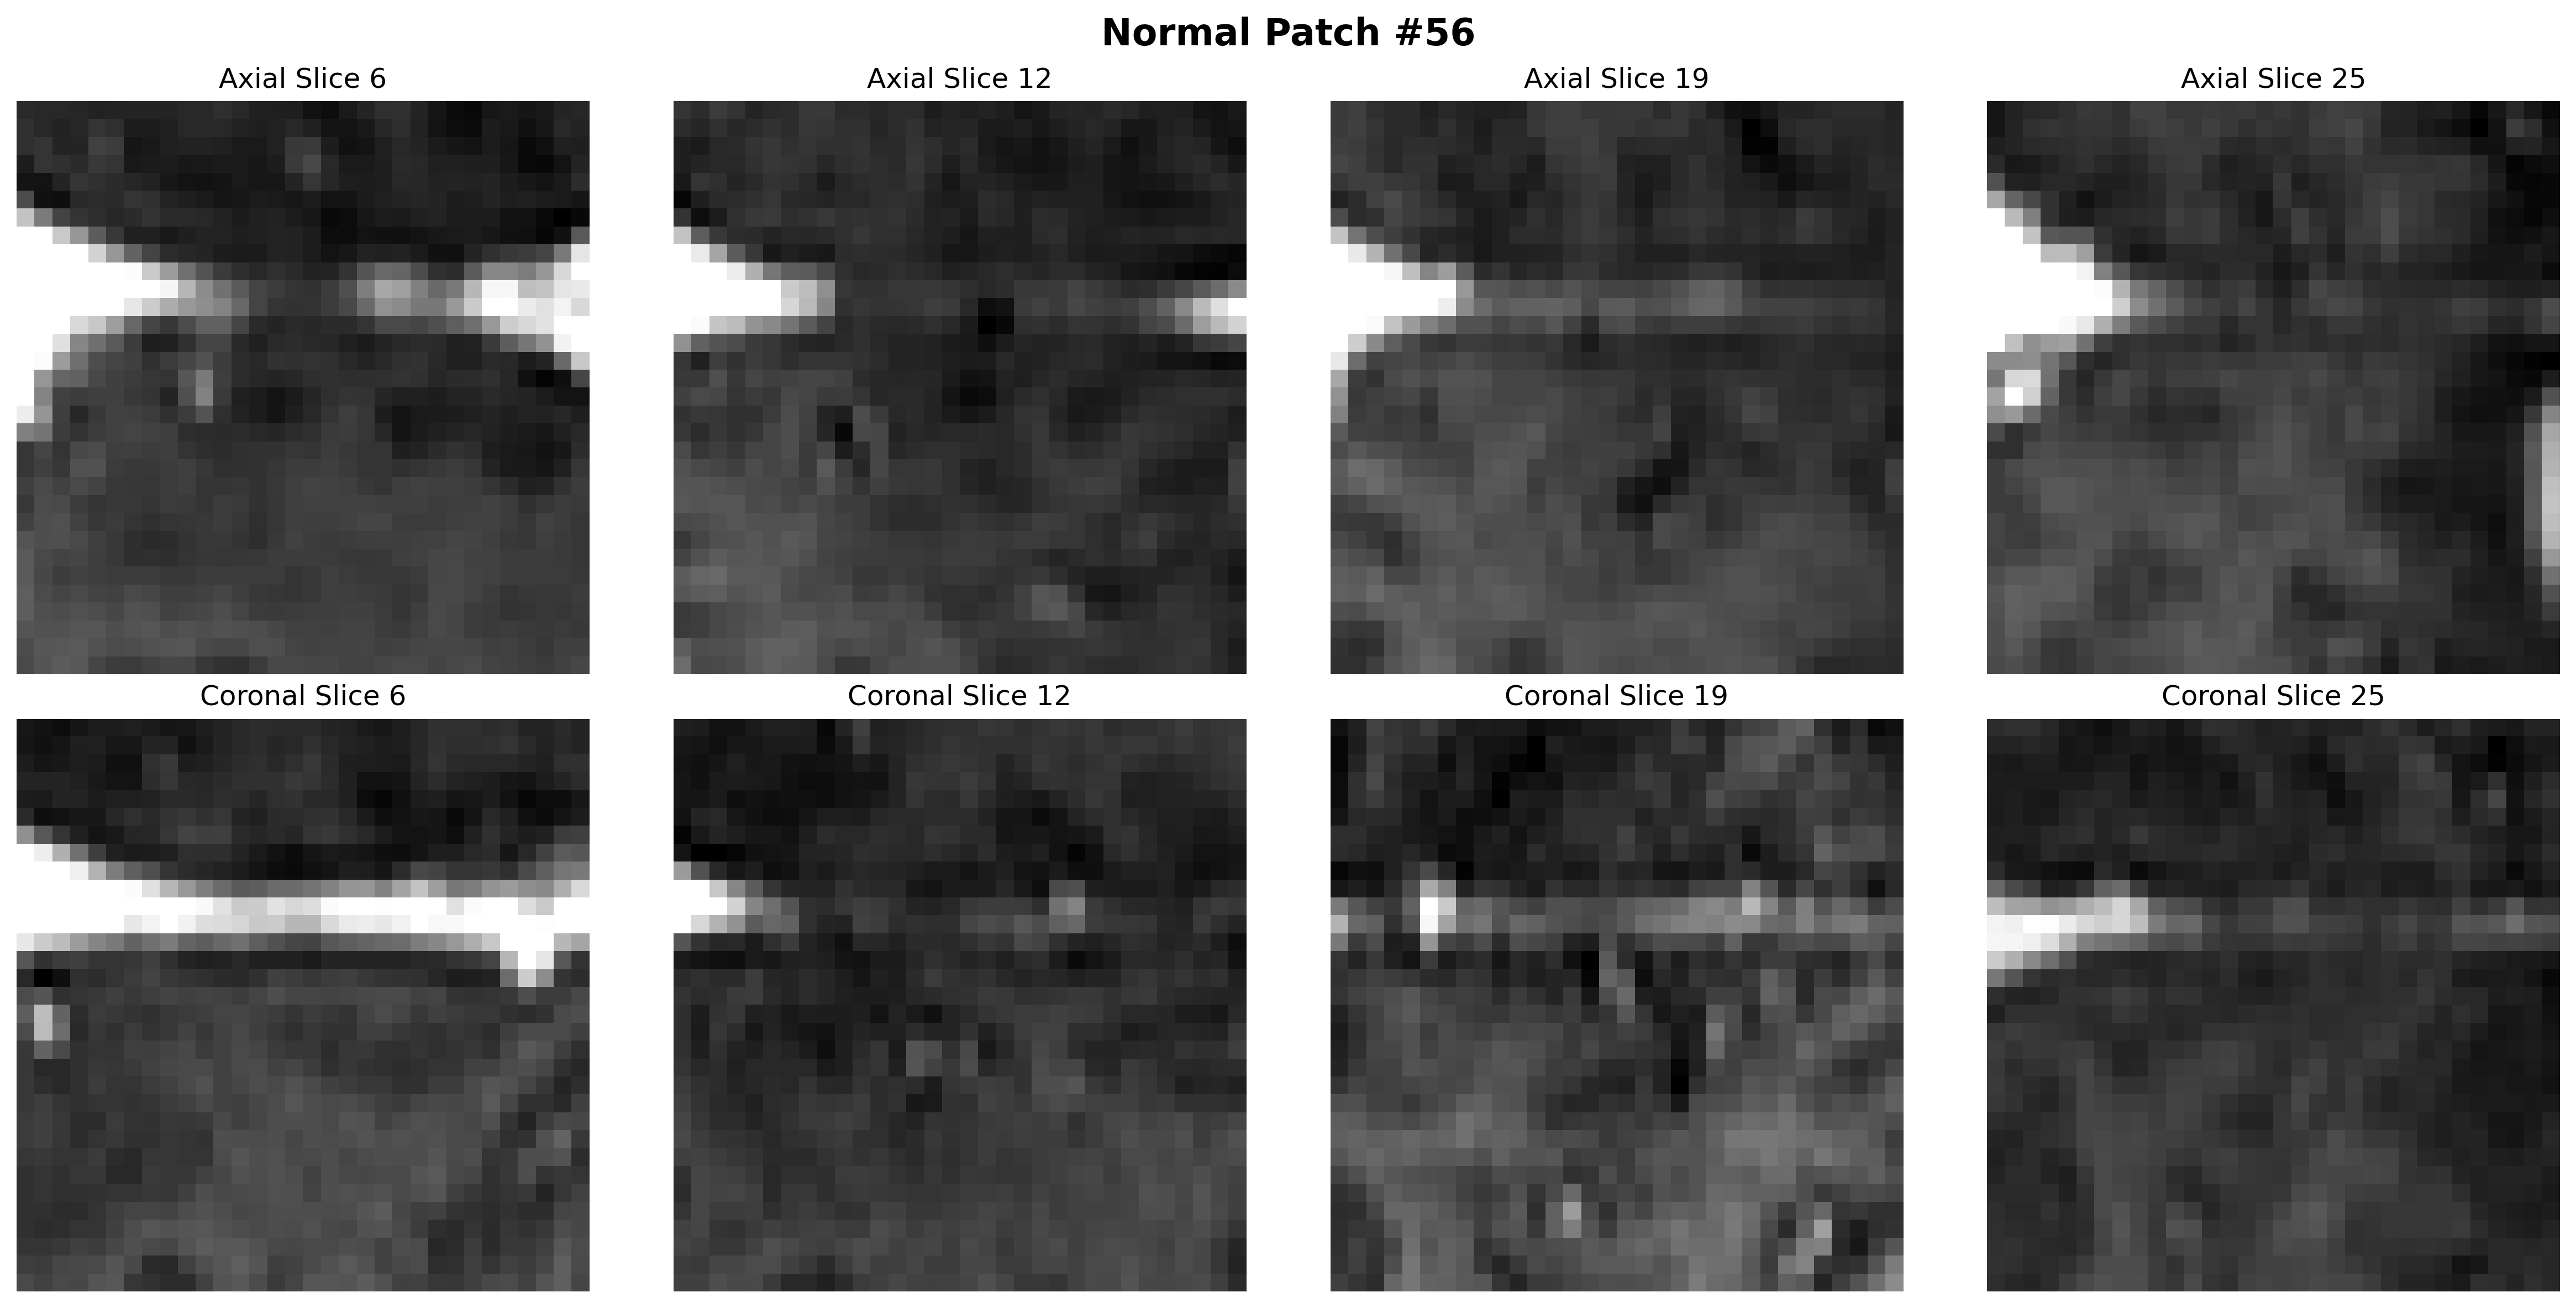 Normal Patch #56
Axial Slice 6
Axial Slice 12
Axial Slice 19
Axial Slice 25
Coronal Slice 6
Coronal Slice 12
Coronal Slice 19
Coronal Slice 25